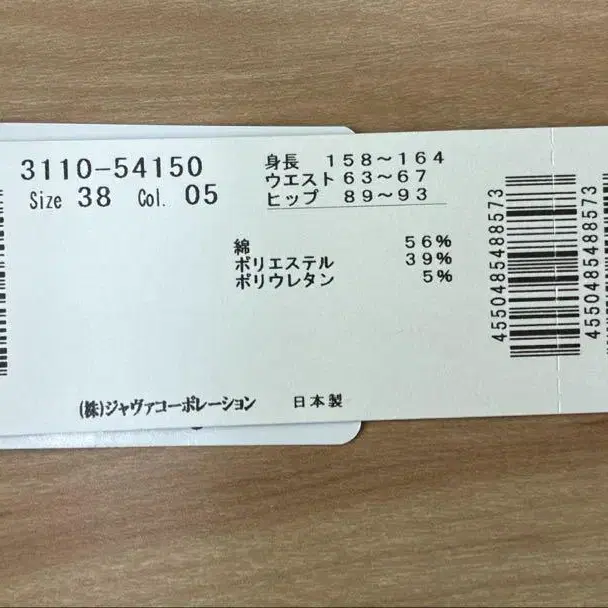 3110-54150
Size 38 Col. 05
身長 158～164
ウエスト 63～67
ヒップ 89～93
綿 56%
ポリエステル 39%
ポリウレタン 5%
(株)ジャヴァコーポレーション 日本製
4550485488573
4550485488573